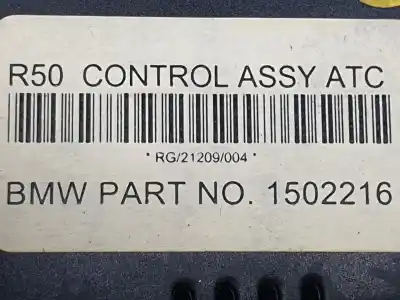 R50 CONTROL ASSY ATC
* RG/21209/004 *
BMW PART NO. 1502216